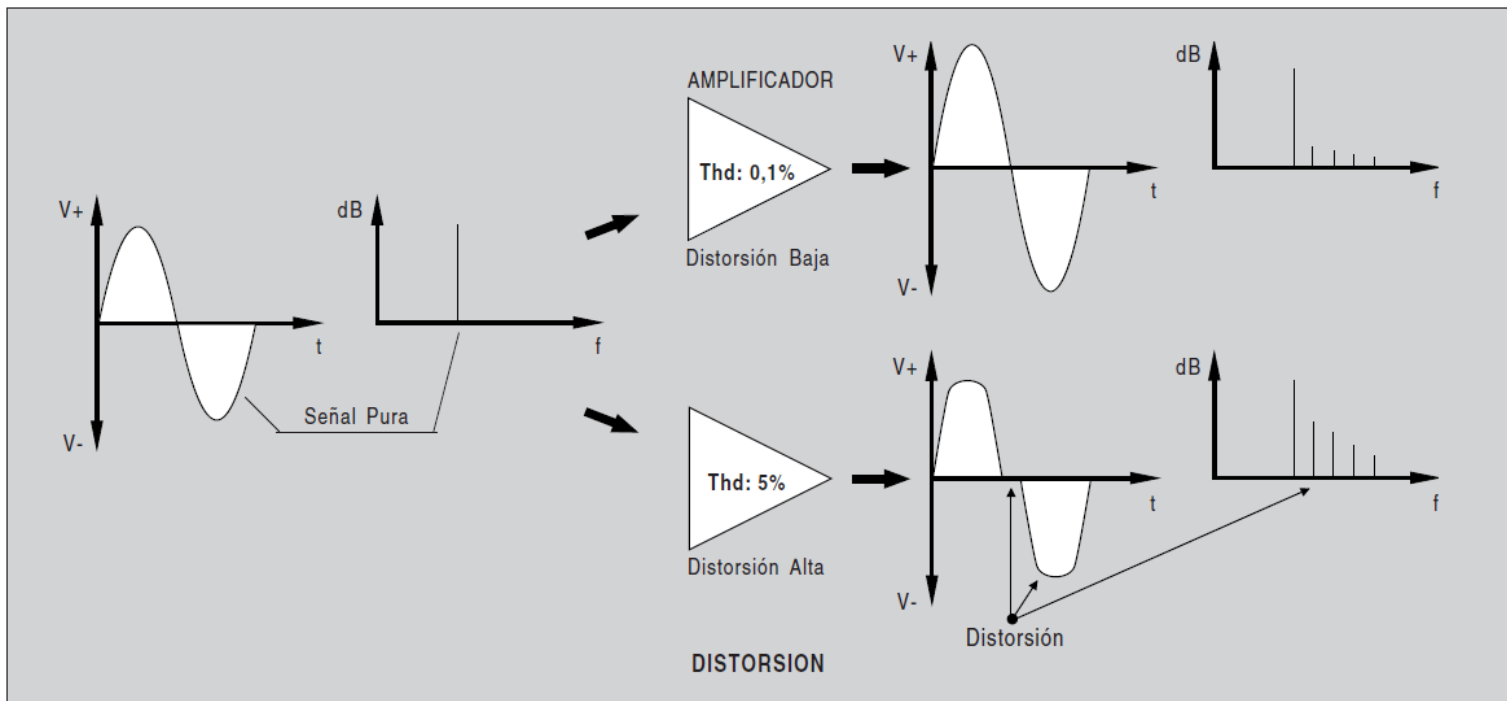 V+
dB
V-
t
f
Señal Pura
AMPLIFICADOR
Thd: 0,1%
Distorsión Baja
V+
V-
t
dB
f
Thd: 5%
Distorsión Alta
V+
V-
t
dB
f
Distorsión
DISTORSION